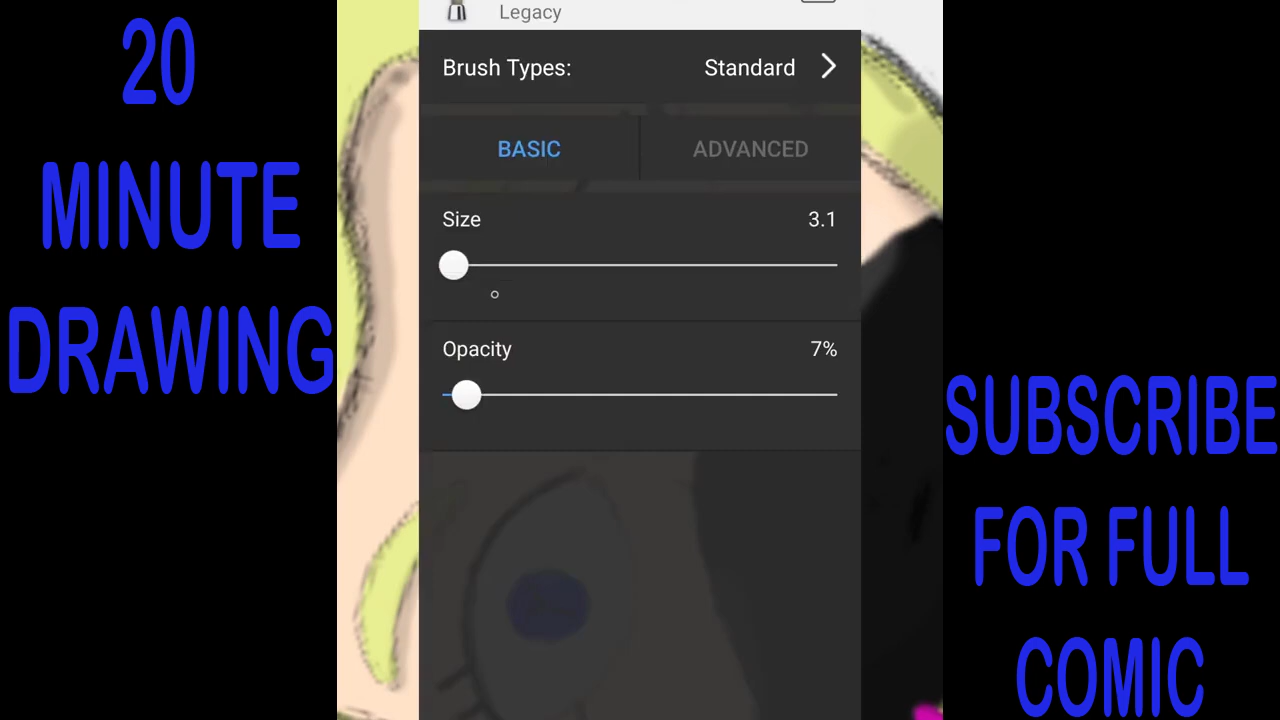 20
MINUTE
DRAWING
Legacy
Brush Types: Standard
BASIC ADVANCED
Size 3.1
Opacity 7%
SUBSCRIBE
FOR FULL
COMIC